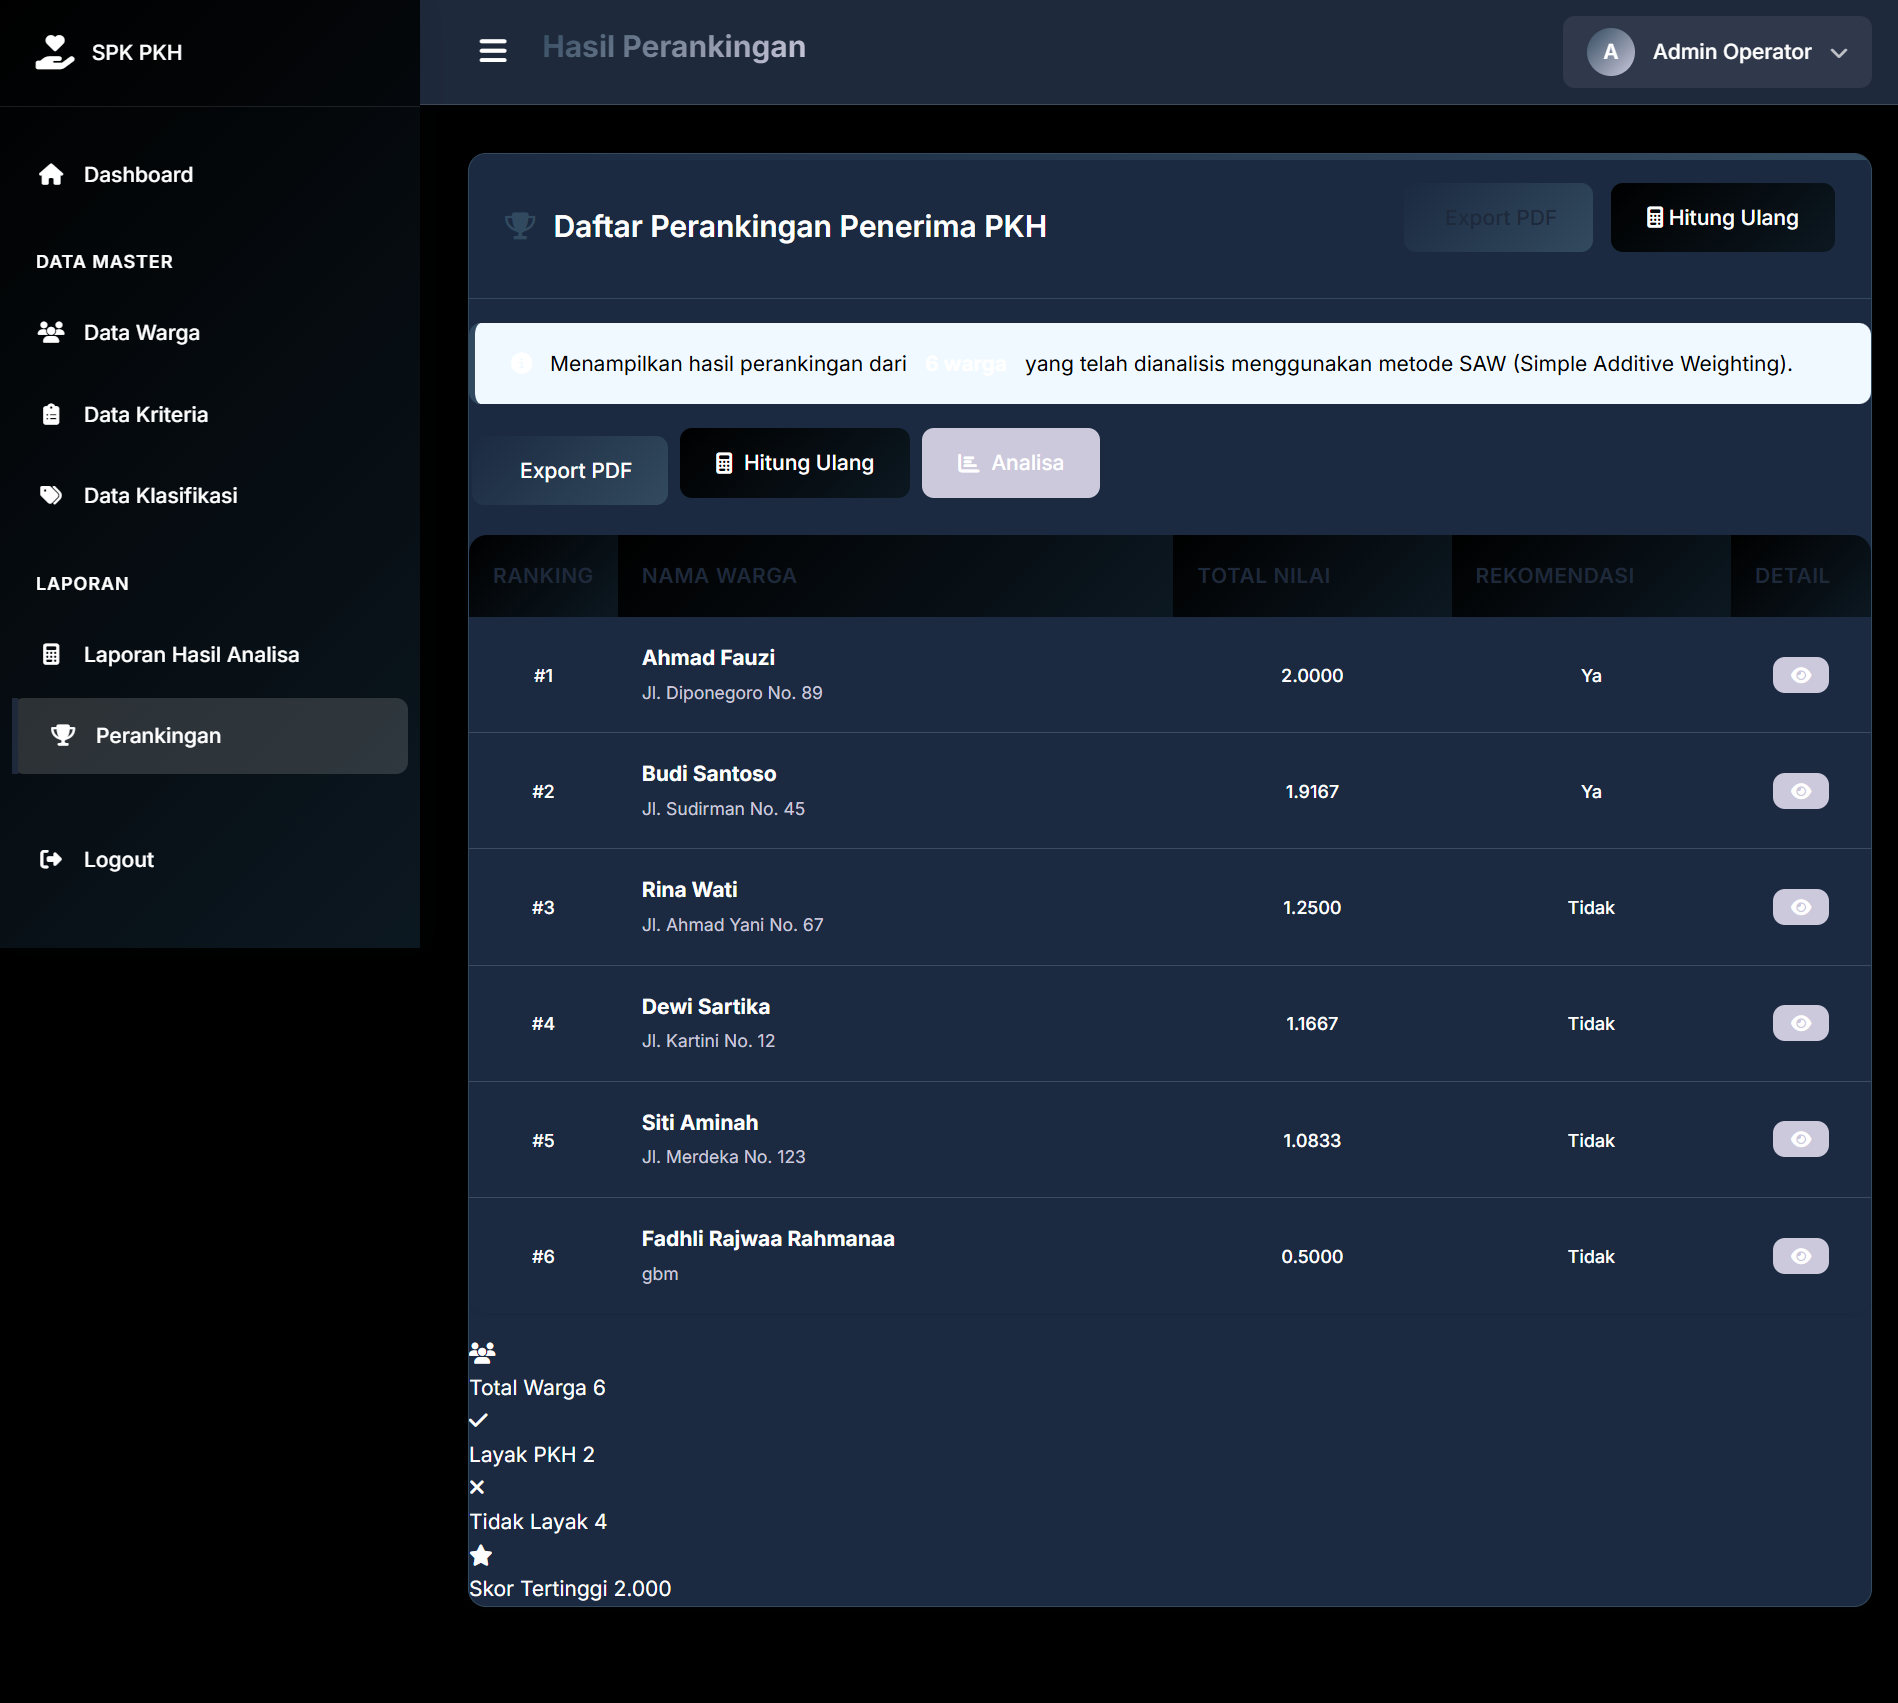 SPK PKH
Hasil Perankingan
A Admin Operator
Dashboard
DATA MASTER
Data Warga
Data Kriteria
Data Klasifikasi
LAPORAN
Laporan Hasil Analisa
Perankingan
Logout
Daftar Perankingan Penerima PKH
Export PDF Hitung Ulang
Menampilkan hasil perankingan dari 6 warga yang telah dianalisis menggunakan metode SAW (Simple Additive Weighting).
Export PDF Hitung Ulang Analisa
RANKING NAMA WARGA TOTAL NILAI REKOMENDASI DETAIL
#1 Ahmad Fauzi 2.0000 Ya
Jl. Diponegoro No. 89
#2 Budi Santoso 1.9167 Ya
Jl. Sudirman No. 45
#3 Rina Wati 1.2500 Tidak
Jl. Ahmad Yani No. 67
#4 Dewi Sartika 1.1667 Tidak
Jl. Kartini No. 12
#5 Siti Aminah 1.0833 Tidak
Jl. Merdeka No. 123
#6 Fadhli Rajwaa Rahmanaa 0.5000 Tidak
gbm
Total Warga 6
Layak PKH 2
Tidak Layak 4
Skor Tertinggi 2.000